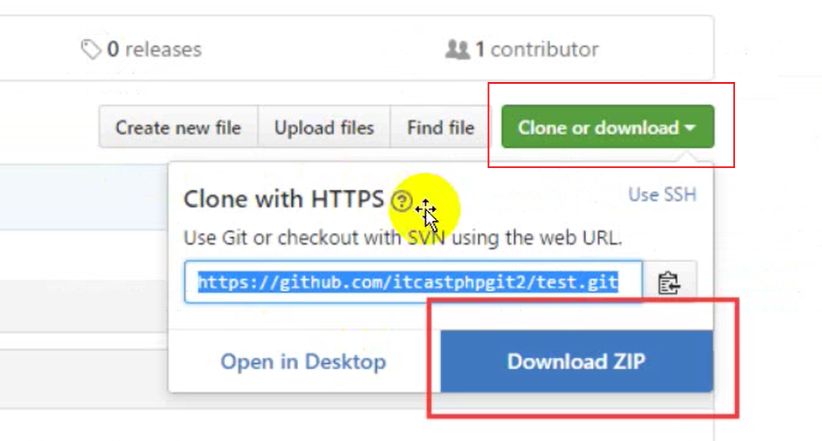 0 releases
1 contributor
Create new file
Upload files
Find file
Clone or download
Clone with HTTPS ?
Use SSH
Use Git or checkout with SVN using the web URL.
https://github.com/itcastphpgit2/test.git
Open in Desktop
Download ZIP